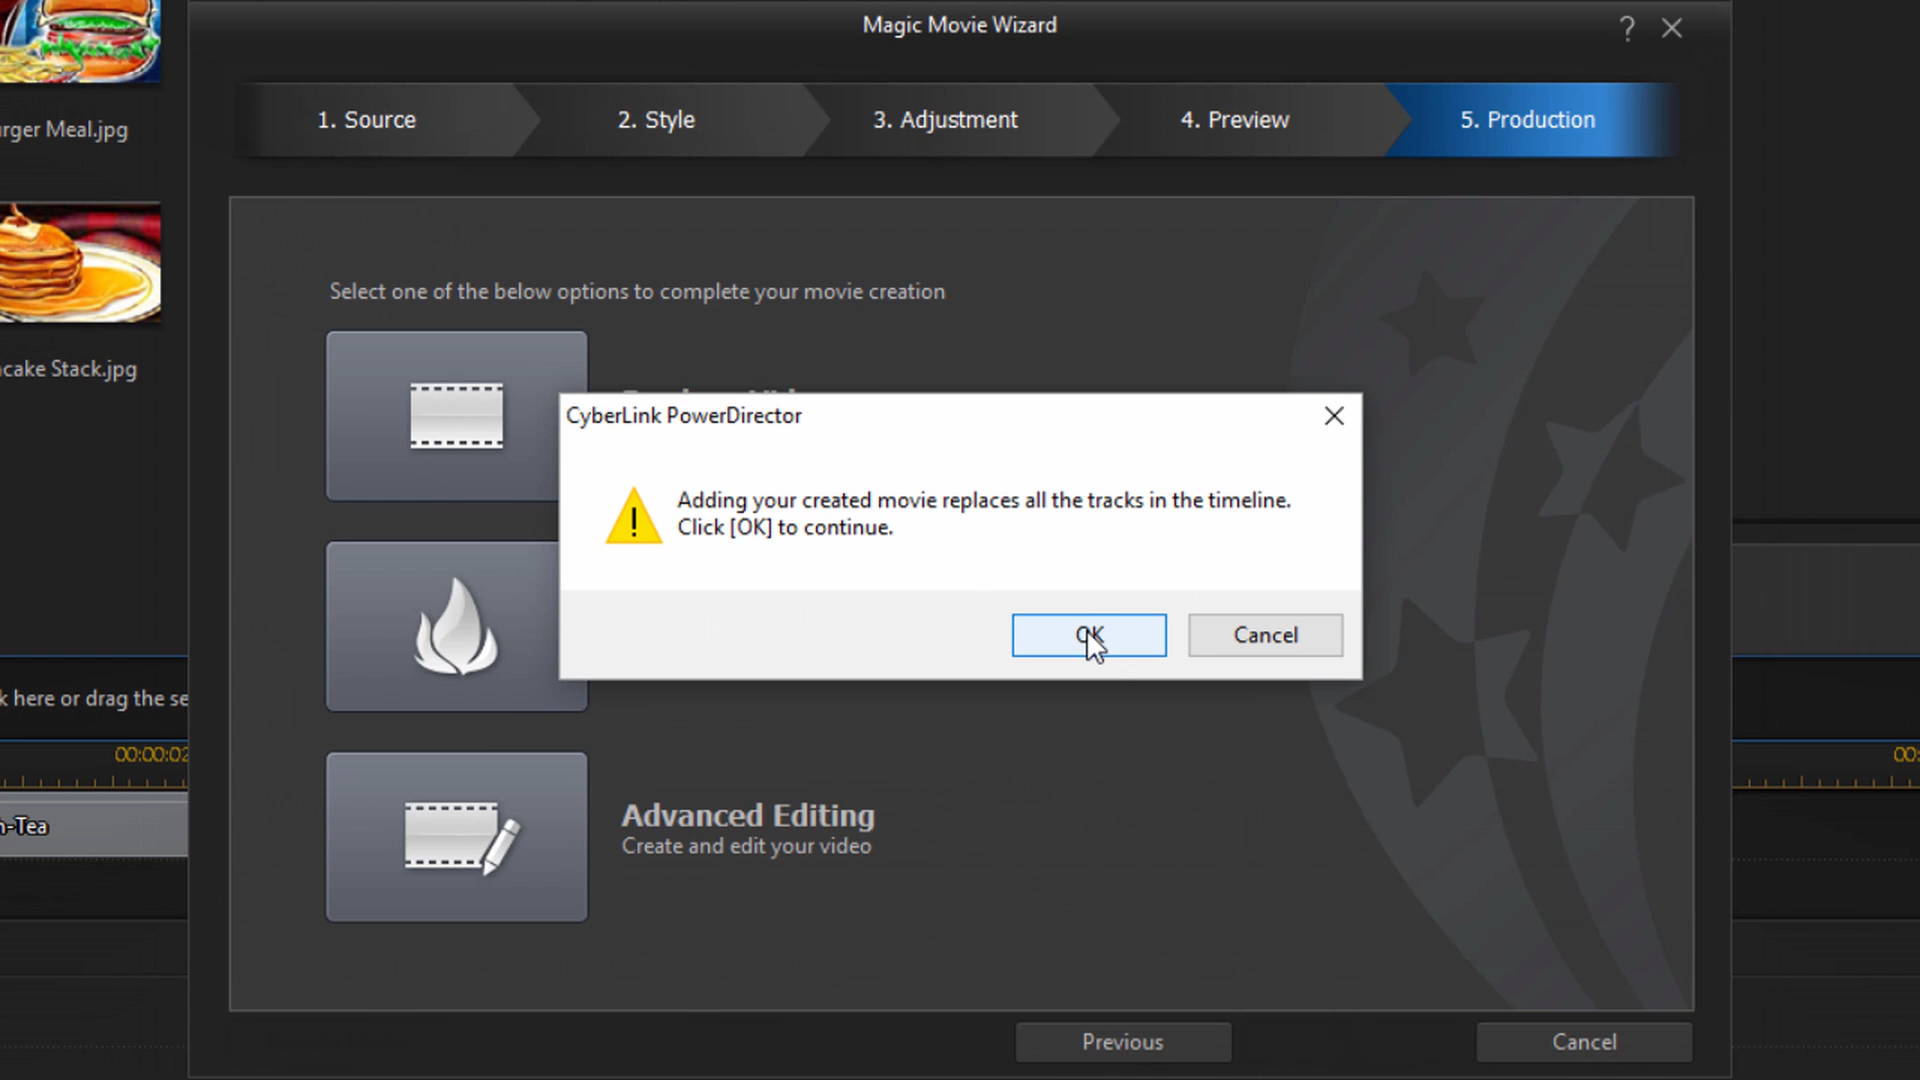 Magic Movie Wizard
?
1. Source
2. Style
3. Adjustment
4. Preview
5. Production
urger Meal.jpg
cake Stack.jpg
Select one of the below options to complete your movie creation
CyberLink PowerDirector
Adding your created movie replaces all the tracks in the timeline.
Click [OK] to continue.
OK
Cancel
k here or drag the se
00:00:02
00:
-Tea
Advanced Editing
Create and edit your video
Previous
Cancel